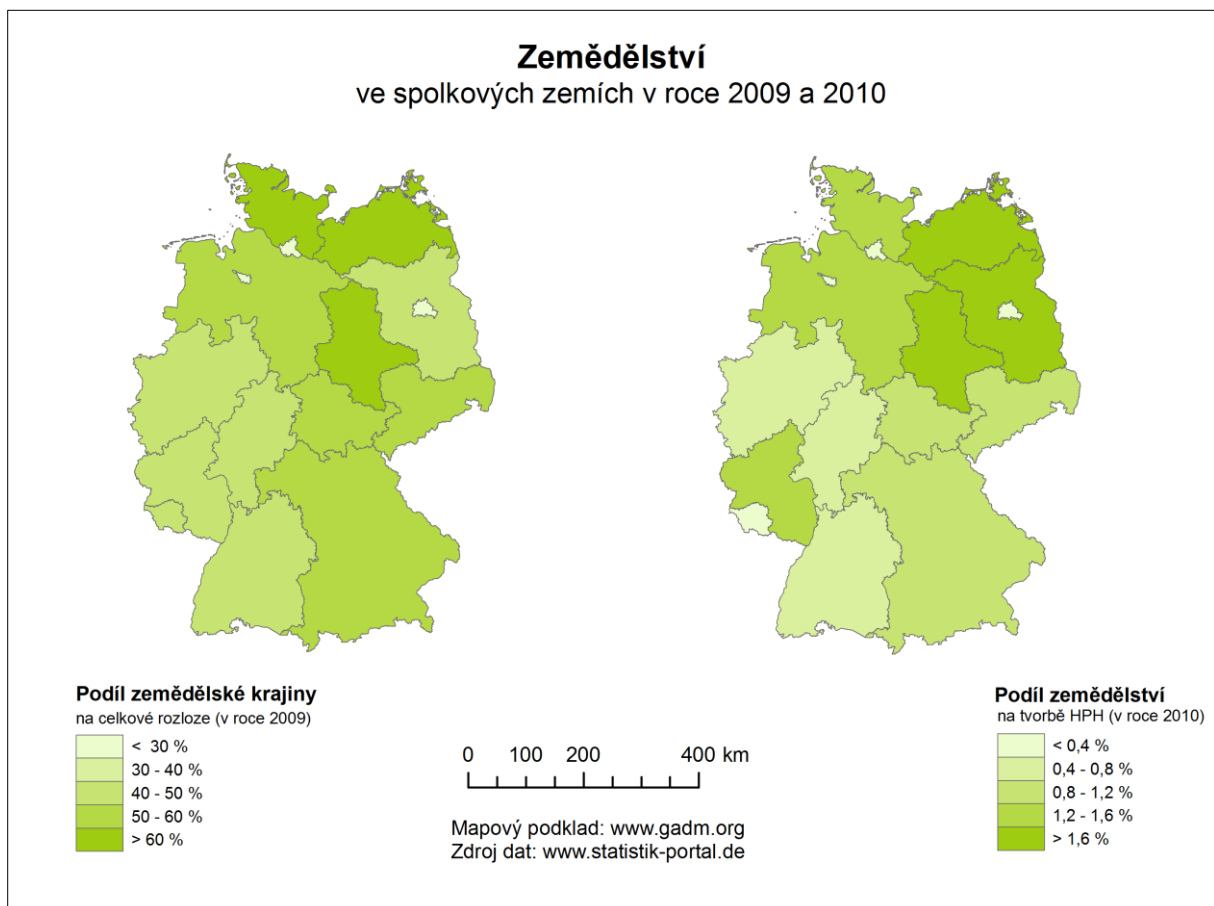 Zemědělství
ve spolkových zemích v roce 2009 a 2010
Podíl zemědělské krajiny
na celkové rozloze (v roce 2009)
< 30 %
30 - 40 %
40 - 50 %
50 - 60 %
> 60 %
0 100 200 400 km
Mapový podklad: www.gadm.org
Zdroj dat: www.statistik-portal.de
Podíl zemědělství
na tvorbě HPH (v roce 2010)
< 0,4 %
0,4 - 0,8 %
0,8 - 1,2 %
1,2 - 1,6 %
> 1,6 %